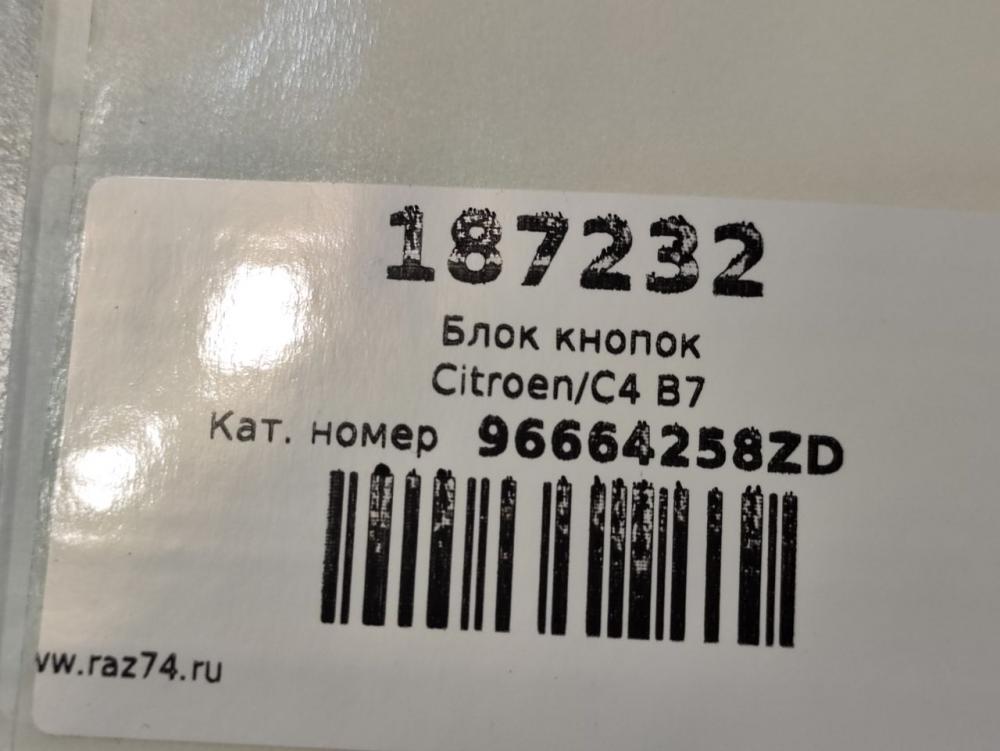 187232
Блок кнопок
Citroen/C4 B7
Кат. номер 96664258ZD
vw.raz74.ru